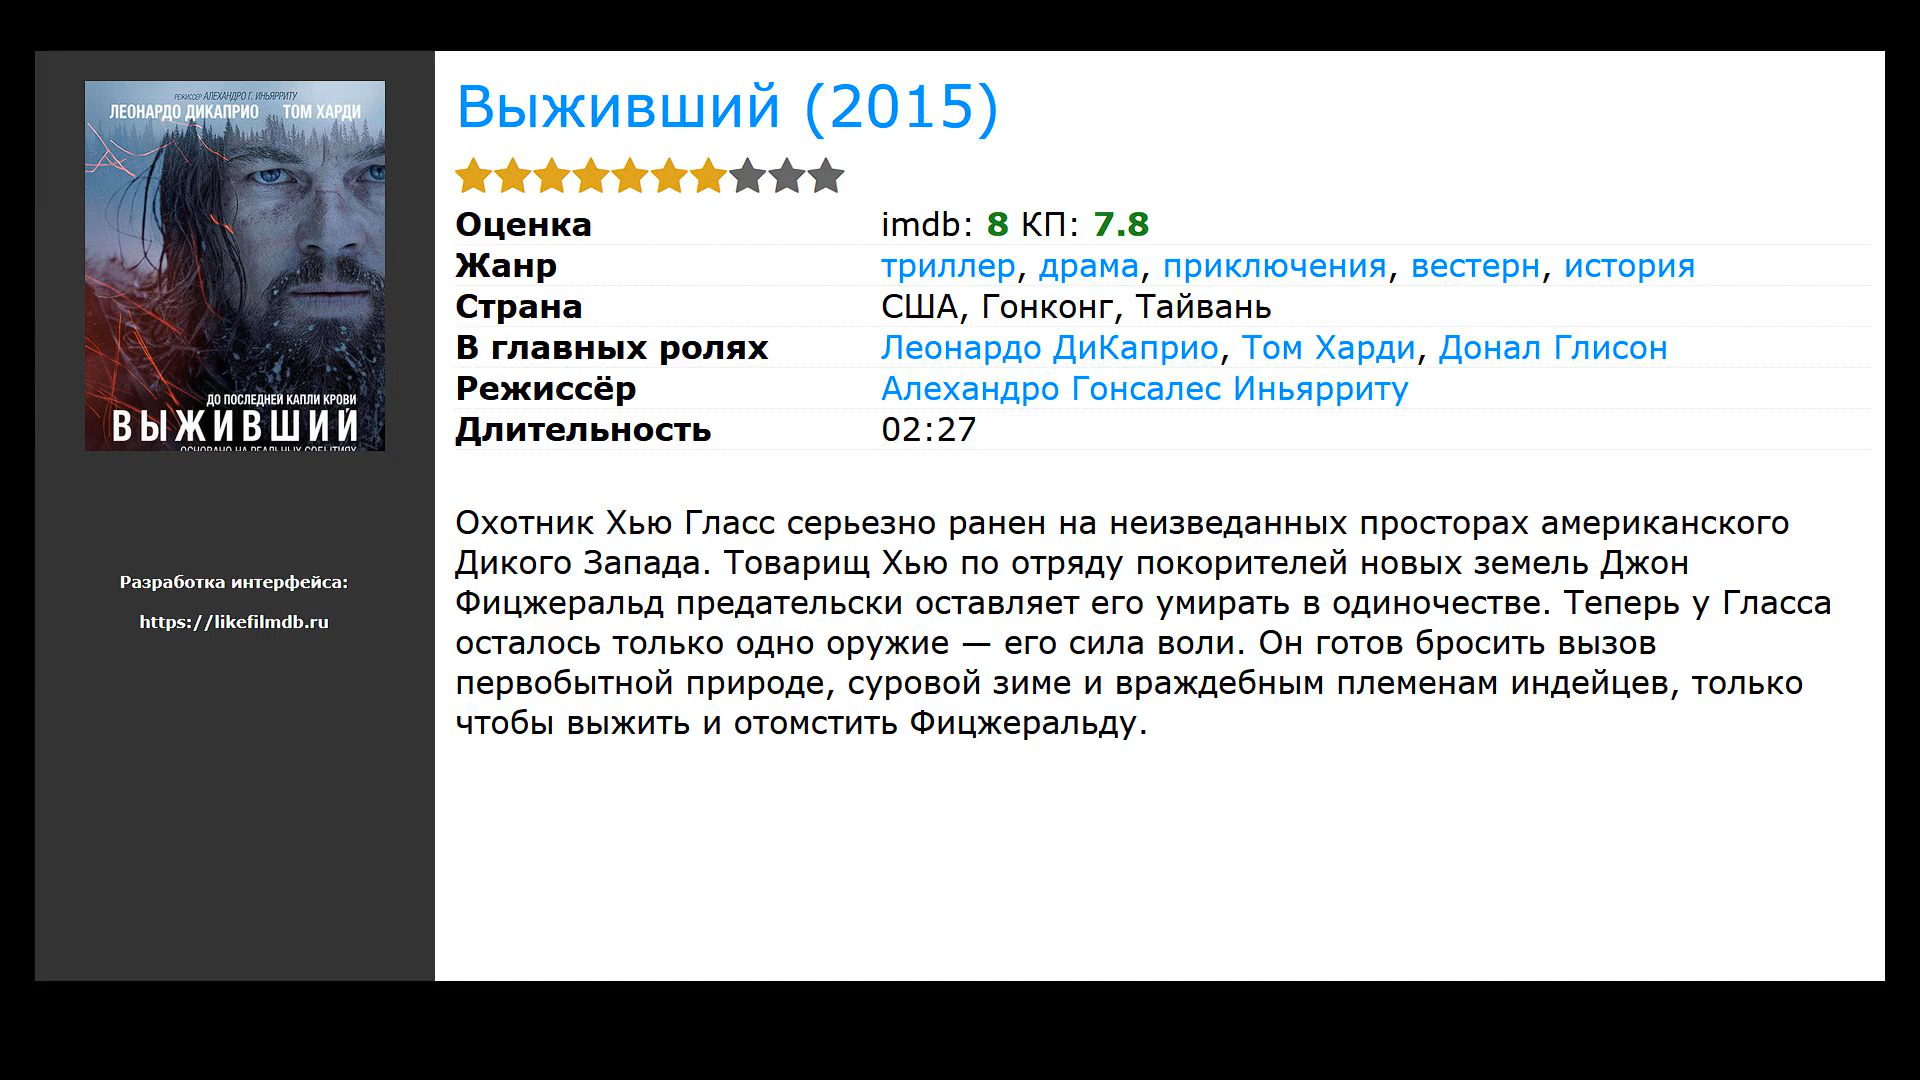 РЕЖИССЕР АЛЕХАНДРО Г. ИНЬЯРРИТУ
ЛЕОНАРДО ДИКАПРИО ТОМ ХАРДИ
ДО ПОСЛЕДНЕЙ КАПЛИ КРОВИ
ВЫЖИВШИЙ
ОСНОВАНО НА РЕАЛЬНЫХ СОБЫТИЯХ
Разработка интерфейса:
https://likefilmdb.ru
Выживший (2015)
Оценка imdb: 8 КП: 7.8
Жанр триллер, драма, приключения, вестерн, история
Страна США, Гонконг, Тайвань
В главных ролях Леонардо ДиКаприо, Том Харди, Донал Глисон
Режиссёр Алехандро Гонсалес Иньярриту
Длительность 02:27
Охотник Хью Гласс серьезно ранен на неизведанных просторах американского
Дикого Запада. Товарищ Хью по отряду покорителей новых земель Джон
Фицжеральд предательски оставляет его умирать в одиночестве. Теперь у Гласса
осталось только одно оружие — его сила воли. Он готов бросить вызов
первобытной природе, суровой зиме и враждебным племенам индейцев, только
чтобы выжить и отомстить Фицжеральду.